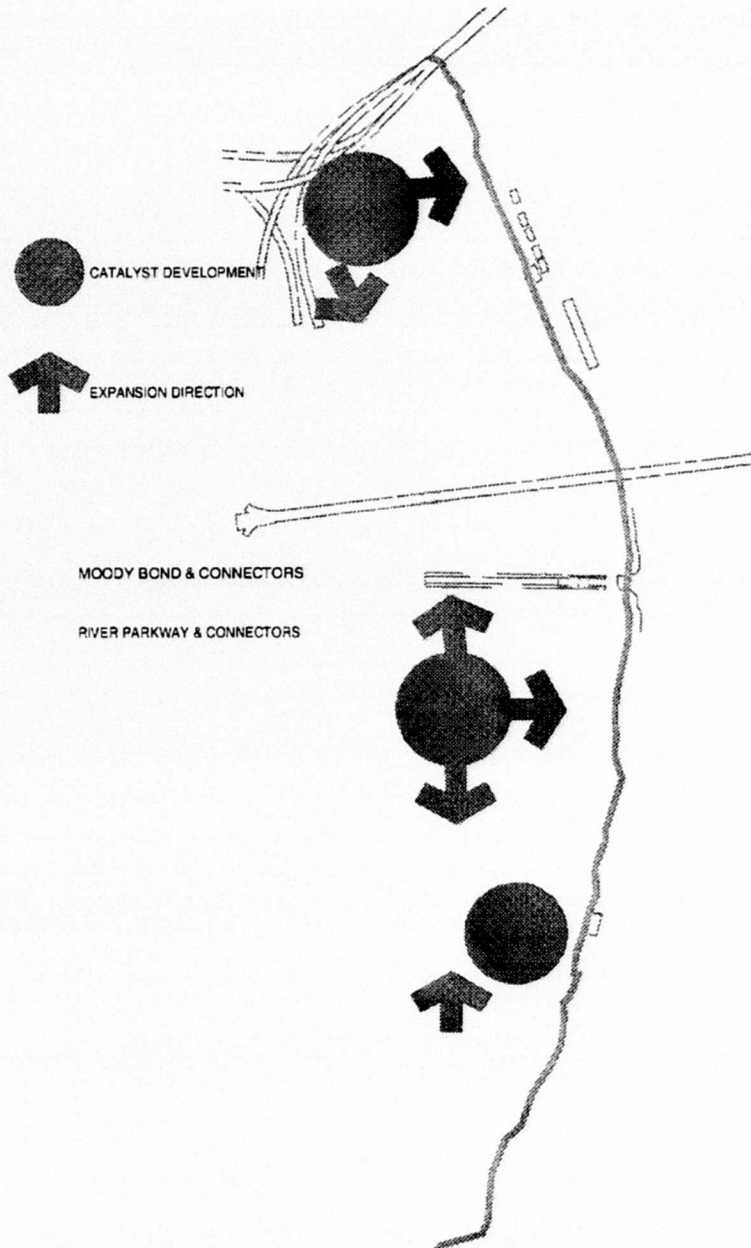 CATALYST DEVELOPMENT
EXPANSION DIRECTION
MOODY BOND & CONNECTORS
RIVER PARKWAY & CONNECTORS